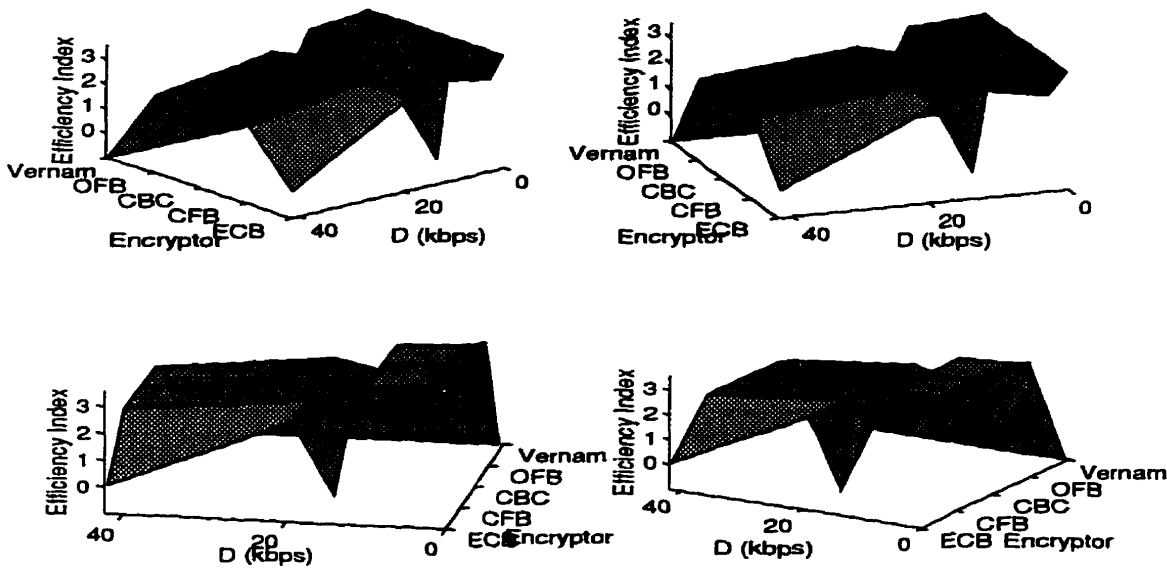 Efficiency Index
3
2
1
0
Vernam
OFB
CBC
CFB
ECB
Encryptor
40
20
0
D (kbps)
Efficiency Index
3
2
1
0
Vernam
OFB
CBC
CFB
ECB
Encryptor
40
20
0
D (kbps)
Efficiency Index
3
2
1
0
40
20
0
D (kbps)
Vernam
OFB
CBC
CFB
ECB
Encryptor
Efficiency Index
3
2
1
0
40
20
0
D (kbps)
Vernam
OFB
CBC
CFB
ECB Encryptor